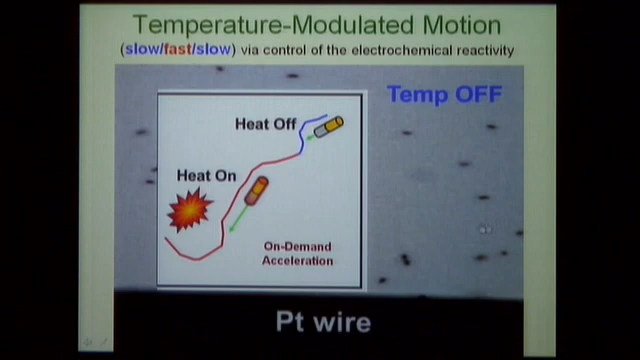 Temperature-Modulated Motion
(slow/fast/slow) via control of the electrochemical reactivity
Temp OFF
Heat Off
Heat On
On-Demand
Acceleration
Pt wire